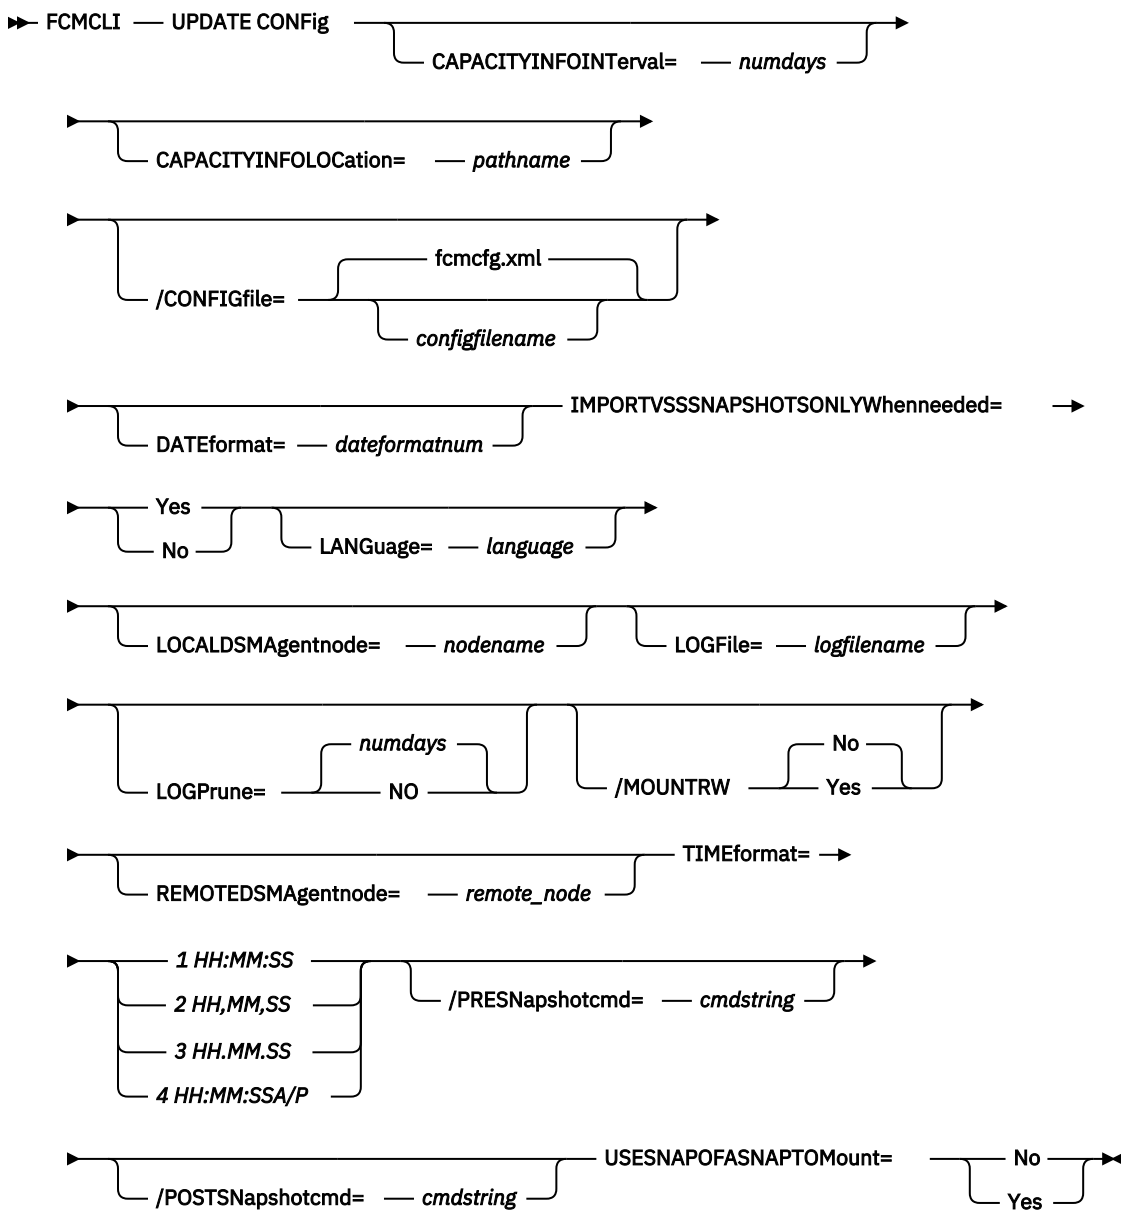 FCMCLI UPDATE CONFig
CAPACITYINFOINTerval= numdays
CAPACITYINFOLOCation= pathname
fcmcfg.xml
/CONFIGfile=
configfilename
IMPORTVSSSNAPSHOTSONLYWhenneeded=
DATEformat= dateformatnum
Yes
No LANGuage= language
LOCALDSMAgentnode= nodename LOGFile= logfilename
numdays No
LOGPrune= NO /MOUNTRW Yes
TIMEformat=
REMOTEDSMAgentnode= remote_node
1 HH:MM:SS
2 HH,MM,SS /PRESNapshotcmd= cmdstring
3 HH.MM.SS
4 HH:MM:SSA/P
USESNAPOFASNAPTOMount= No
/POSTSNapshotcmd= cmdstring Yes